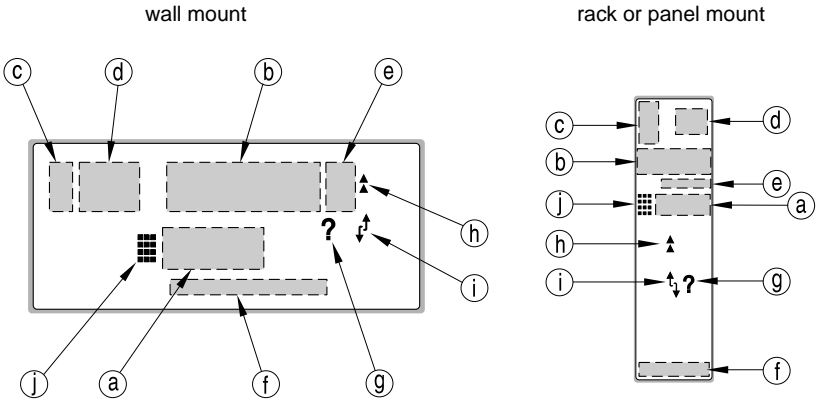 wall mount
rack or panel mount
c d b e
h
i
?
j a f g
c d
b
e
j a
h
i g
?
f